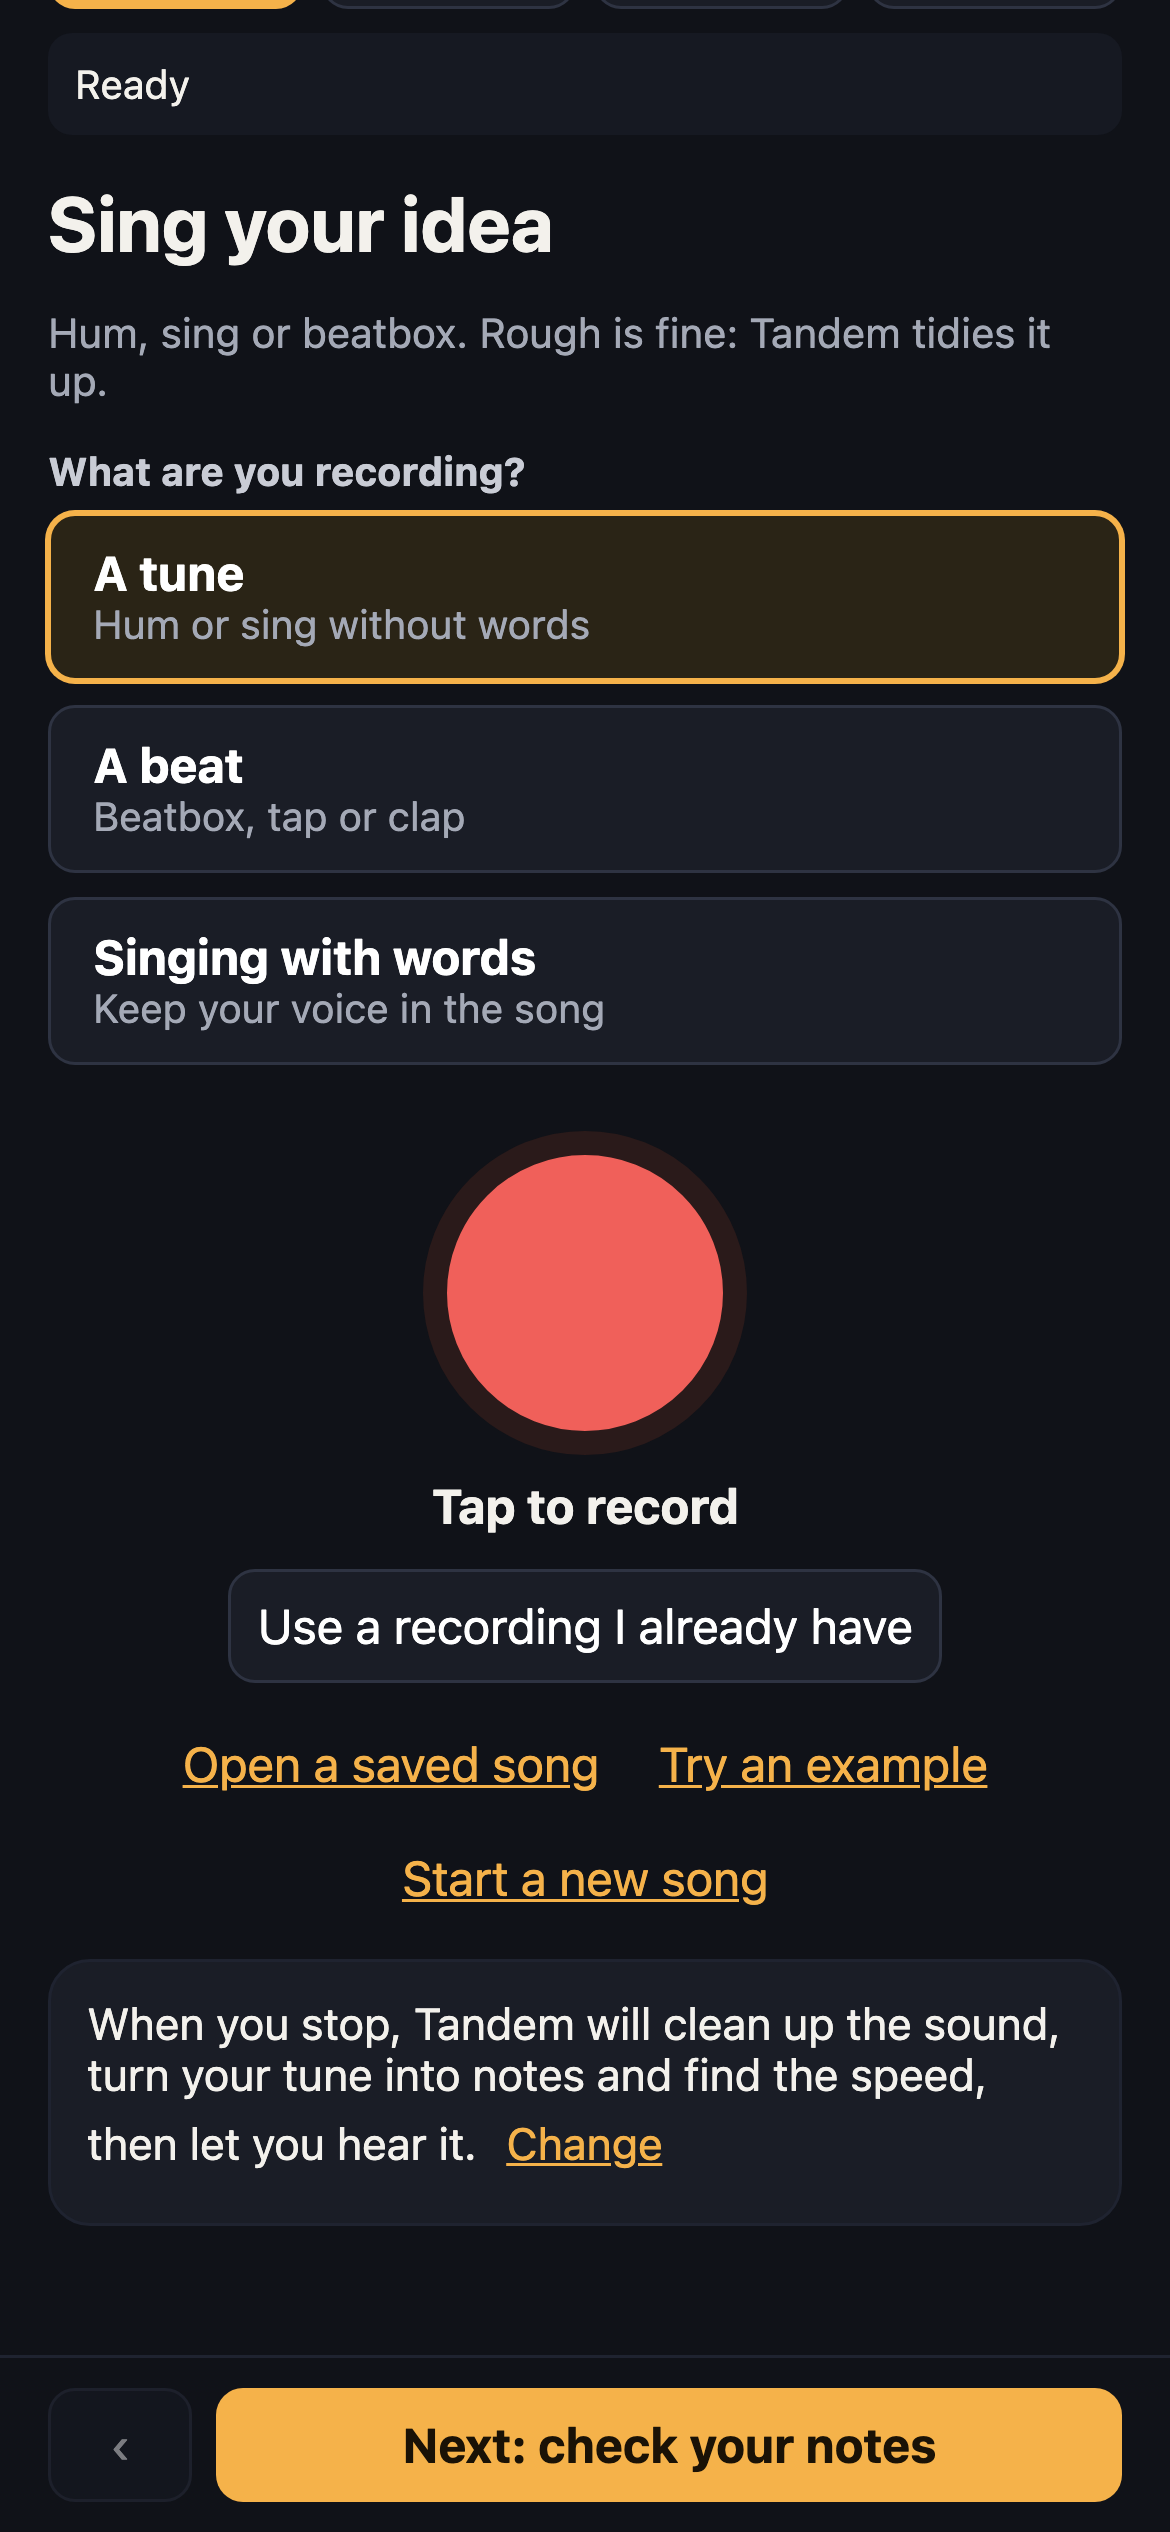 Ready
Sing your idea
Hum, sing or beatbox. Rough is fine: Tandem tidies it
up.
What are you recording?
A tune
Hum or sing without words
A beat
Beatbox, tap or clap
Singing with words
Keep your voice in the song
Tap to record
Use a recording I already have
Open a saved song Try an example
Start a new song
When you stop, Tandem will clean up the sound,
turn your tune into notes and find the speed,
then let you hear it. Change
‹ Next: check your notes